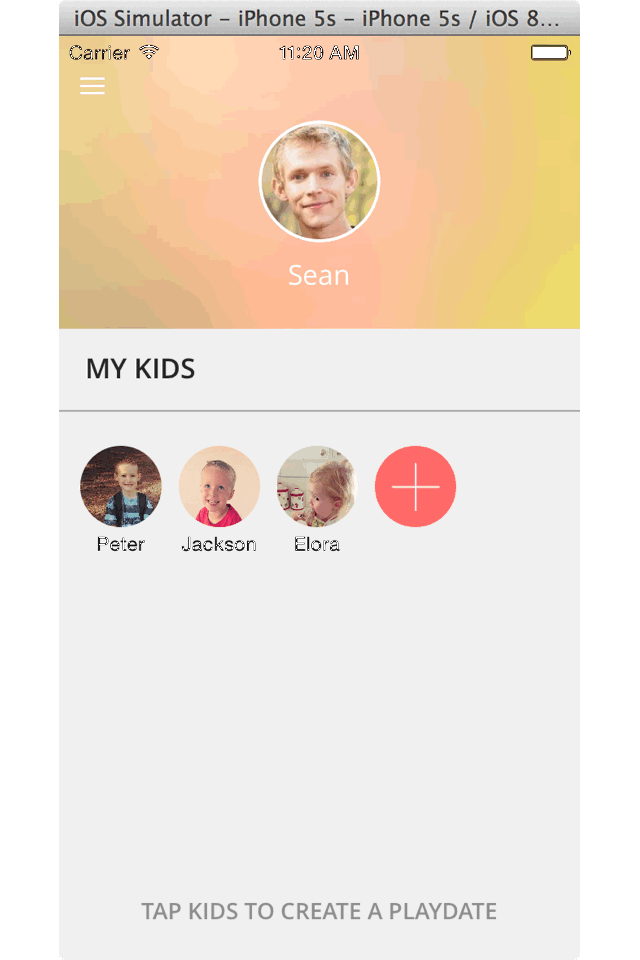 iOS Simulator – iPhone 5s – iPhone 5s / iOS 8...
Carrier 11:20 AM
Sean
MY KIDS
Peter Jackson Elora
TAP KIDS TO CREATE A PLAYDATE